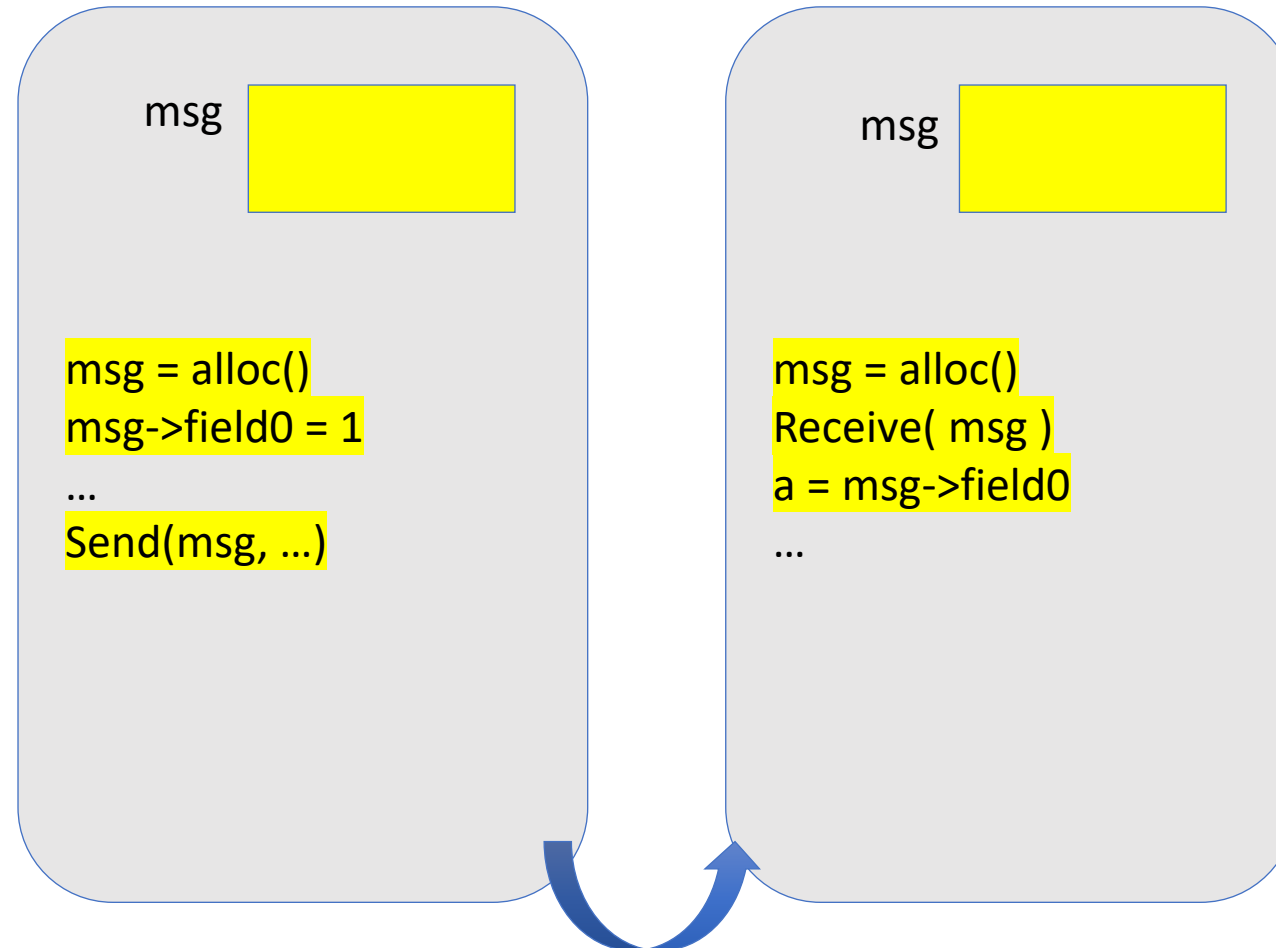 msg
msg = alloc()
msg->field0 = 1
…
Send(msg, …)
msg
msg = alloc()
Receive( msg )
a = msg->field0
…